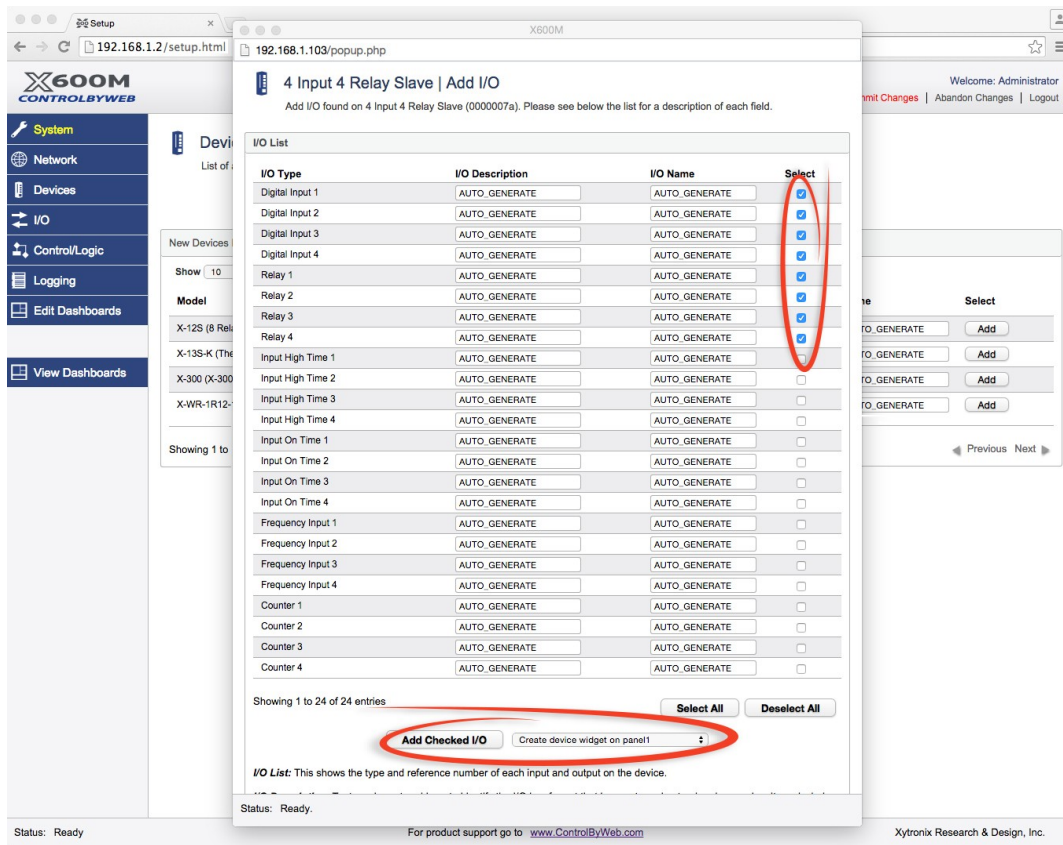 Setup
X600M
192.168.1.2/setup.html
192.168.1.103/popup.php
X600M
CONTROLBYWEB
Welcome: Administrator
mit Changes | Abandon Changes | Logout
System
Network
Devices
I/O
Control/Logic
Logging
Edit Dashboards
View Dashboards
Devi
List of
New Devices
Show 10
Model
X-12S (8 Rela
X-13S-K (The
X-300 (X-300
X-WR-1R12-
Showing 1 to
4 Input 4 Relay Slave | Add I/O
Add I/O found on 4 Input 4 Relay Slave (0000007a). Please see below the list for a description of each field.
I/O List
I/O Type I/O Description I/O Name Select
Digital Input 1 AUTO_GENERATE AUTO_GENERATE
Digital Input 2 AUTO_GENERATE AUTO_GENERATE
Digital Input 3 AUTO_GENERATE AUTO_GENERATE
Digital Input 4 AUTO_GENERATE AUTO_GENERATE
Relay 1 AUTO_GENERATE AUTO_GENERATE
Relay 2 AUTO_GENERATE AUTO_GENERATE
Relay 3 AUTO_GENERATE AUTO_GENERATE
Relay 4 AUTO_GENERATE AUTO_GENERATE
Input High Time 1 AUTO_GENERATE AUTO_GENERATE
Input High Time 2 AUTO_GENERATE AUTO_GENERATE
Input High Time 3 AUTO_GENERATE AUTO_GENERATE
Input High Time 4 AUTO_GENERATE AUTO_GENERATE
Input On Time 1 AUTO_GENERATE AUTO_GENERATE
Input On Time 2 AUTO_GENERATE AUTO_GENERATE
Input On Time 3 AUTO_GENERATE AUTO_GENERATE
Input On Time 4 AUTO_GENERATE AUTO_GENERATE
Frequency Input 1 AUTO_GENERATE AUTO_GENERATE
Frequency Input 2 AUTO_GENERATE AUTO_GENERATE
Frequency Input 3 AUTO_GENERATE AUTO_GENERATE
Frequency Input 4 AUTO_GENERATE AUTO_GENERATE
Counter 1 AUTO_GENERATE AUTO_GENERATE
Counter 2 AUTO_GENERATE AUTO_GENERATE
Counter 3 AUTO_GENERATE AUTO_GENERATE
Counter 4 AUTO_GENERATE AUTO_GENERATE
Showing 1 to 24 of 24 entries
Select All Deselect All
Add Checked I/O Create device widget on panel1
I/O List: This shows the type and reference number of each input and output on the device.
Status: Ready.
ne Select
TO_GENERATE Add
TO_GENERATE Add
TO_GENERATE Add
TO_GENERATE Add
Previous Next
Status: Ready
For product support go to www.ControlByWeb.com
Xytronix Research & Design, Inc.